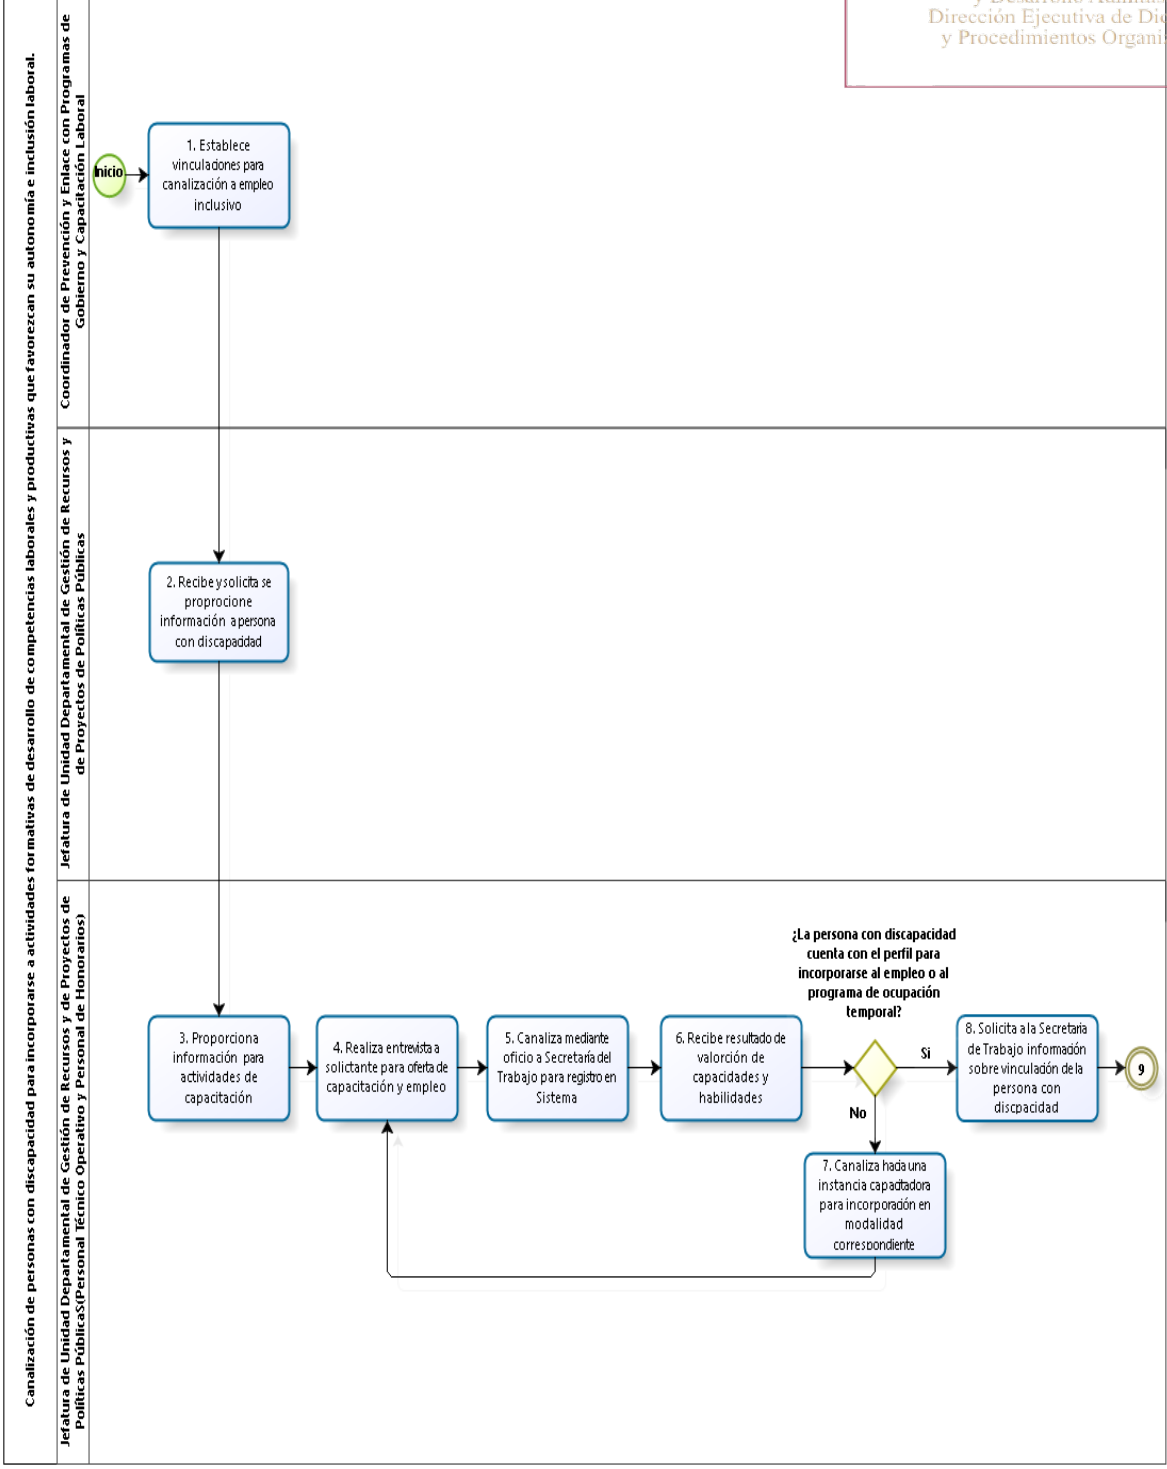 Dirección Ejecutiva de
y Procedimientos
Canalización de personas con discapacidad para incorporarse a actividades formativas de desarrollo de competencias laborales y productivas que favorezcan su autonomía e inclusión laboral.
Coordinador de Prevención y Enlace con Programas de
Gobierno y Capacitación Laboral
Inicio
1. Establece
vinculaciones para
canalización a empleo
inclusivo
Jefatura de Unidad Departamental de Gestión de Recursos y
de Proyectos de Políticas Públicas
2. Recibe y solicita se
proprocione
información a persona
con discapacidad
Jefatura de Unidad Departamental de Gestión de Recursos y de Proyectos de
Políticas PúblicaS(Personal Técnico Operativo y Personal de Honorarios)
3. Proporciona
información para
actividades de
capacitación
4. Realiza entrevista a
solictante para oferta de
capacitación y empleo
5. Canaliza mediante
oficio a Secretaría del
Trabajo para registro en
Sistema
6. Recibe resultado de
valorción de
capacidades y
habilidades
¿La persona con discapacidad
cuenta con el perfil para
incorporarse al empleo o al
programa de ocupación
temporal?
Si
No
7. Canaliza hacia una
instancia capacitadora
para incorporación en
modalidad
correspondiente
8. Solicita a la Secretaria
de Trabajo información
sobre vinculación de la
persona con
discpacidad
9